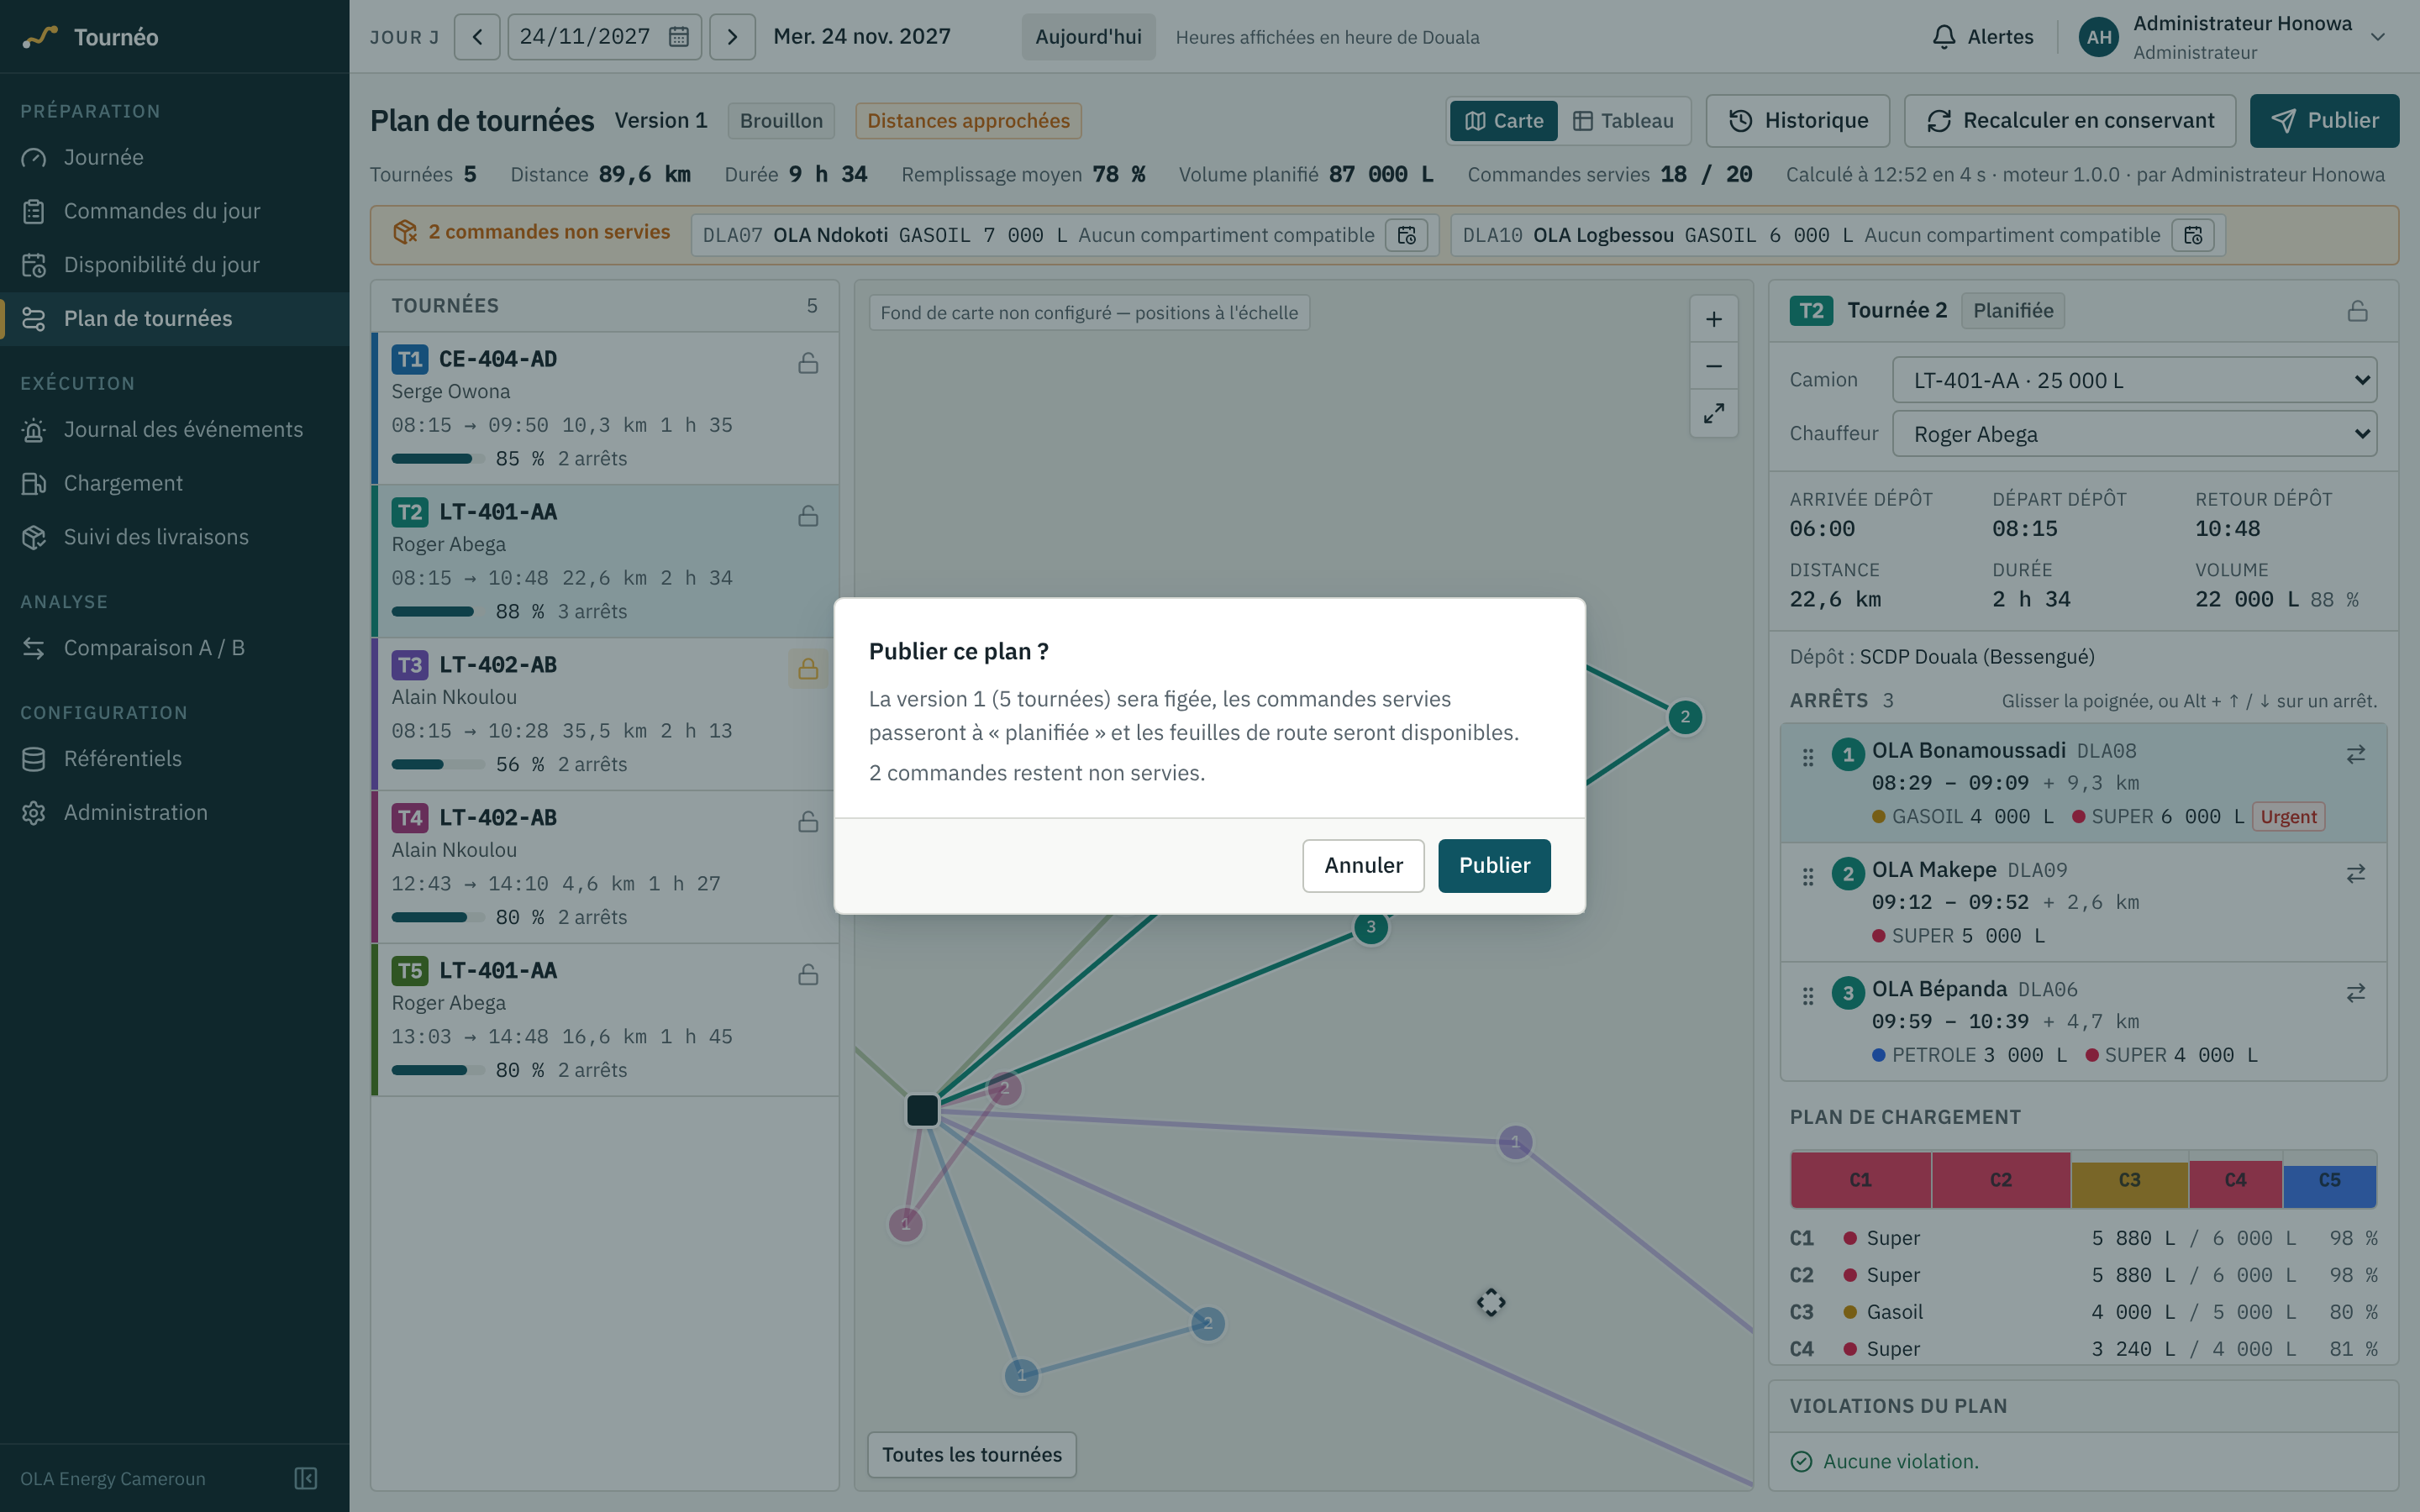 Tournéo
PRÉPARATION
Journée
Commandes du jour
Disponibilité du jour
Plan de tournées
EXÉCUTION
Journal des événements
Chargement
Suivi des livraisons
ANALYSE
Comparaison A / B
CONFIGURATION
Référentiels
Administration
OLA Energy Cameroun
JOUR J 24/11/2027 Mer. 24 nov. 2027 Aujourd'hui Heures affichées en heure de Douala Alertes AH Administrateur Honowa
Administrateur
Plan de tournées Version 1 Brouillon Distances approchées Carte Tableau Historique Recalculer en conservant Publier
Tournées 5 Distance 89,6 km Durée 9 h 34 Remplissage moyen 78 % Volume planifié 87 000 L Commandes servies 18 / 20 Calculé à 12:52 en 4 s · moteur 1.0.0 · par Administrateur Honowa
2 commandes non servies DLA07 OLA Ndokoti GASOIL 7 000 L Aucun compartiment compatible DLA10 OLA Logbessou GASOIL 6 000 L Aucun compartiment compatible
TOURNÉES 5
T1 CE-404-AD
Serge Owona
08:15 → 09:50 10,3 km 1 h 35
85 % 2 arrêts
T2 LT-401-AA
Roger Abega
08:15 → 10:48 22,6 km 2 h 34
88 % 3 arrêts
T3 LT-402-AB
Alain Nkoulou
08:15 → 10:28 35,5 km 2 h 13
56 % 2 arrêts
T4 LT-402-AB
Alain Nkoulou
12:43 → 14:10 4,6 km 1 h 27
80 % 2 arrêts
T5 LT-401-AA
Roger Abega
13:03 → 14:48 16,6 km 1 h 45
80 % 2 arrêts
Fond de carte non configuré — positions à l'échelle
+
−
2
3
2
1
1
2
1
Toutes les tournées
Publier ce plan ?
La version 1 (5 tournées) sera figée, les commandes servies
passeront à « planifiée » et les feuilles de route seront disponibles.
2 commandes restent non servies.
Annuler Publier
T2 Tournée 2 Planifiée
Camion LT-401-AA · 25 000 L
Chauffeur Roger Abega
ARRIVÉE DÉPÔT DÉPART DÉPÔT RETOUR DÉPÔT
06:00 08:15 10:48
DISTANCE DURÉE VOLUME
22,6 km 2 h 34 22 000 L 88 %
Dépôt : SCDP Douala (Bessengué)
ARRÊTS 3 Glisser la poignée, ou Alt + ↑ / ↓ sur un arrêt.
1 OLA Bonamoussadi DLA08
08:29 – 09:09 + 9,3 km
GASOIL 4 000 L SUPER 6 000 L Urgent
2 OLA Makepe DLA09
09:12 – 09:52 + 2,6 km
SUPER 5 000 L
3 OLA Bépanda DLA06
09:59 – 10:39 + 4,7 km
PETROLE 3 000 L SUPER 4 000 L
PLAN DE CHARGEMENT
C1 C2 C3 C4 C5
C1 Super 5 880 L / 6 000 L 98 %
C2 Super 5 880 L / 6 000 L 98 %
C3 Gasoil 4 000 L / 5 000 L 80 %
C4 Super 3 240 L / 4 000 L 81 %
VIOLATIONS DU PLAN
Aucune violation.